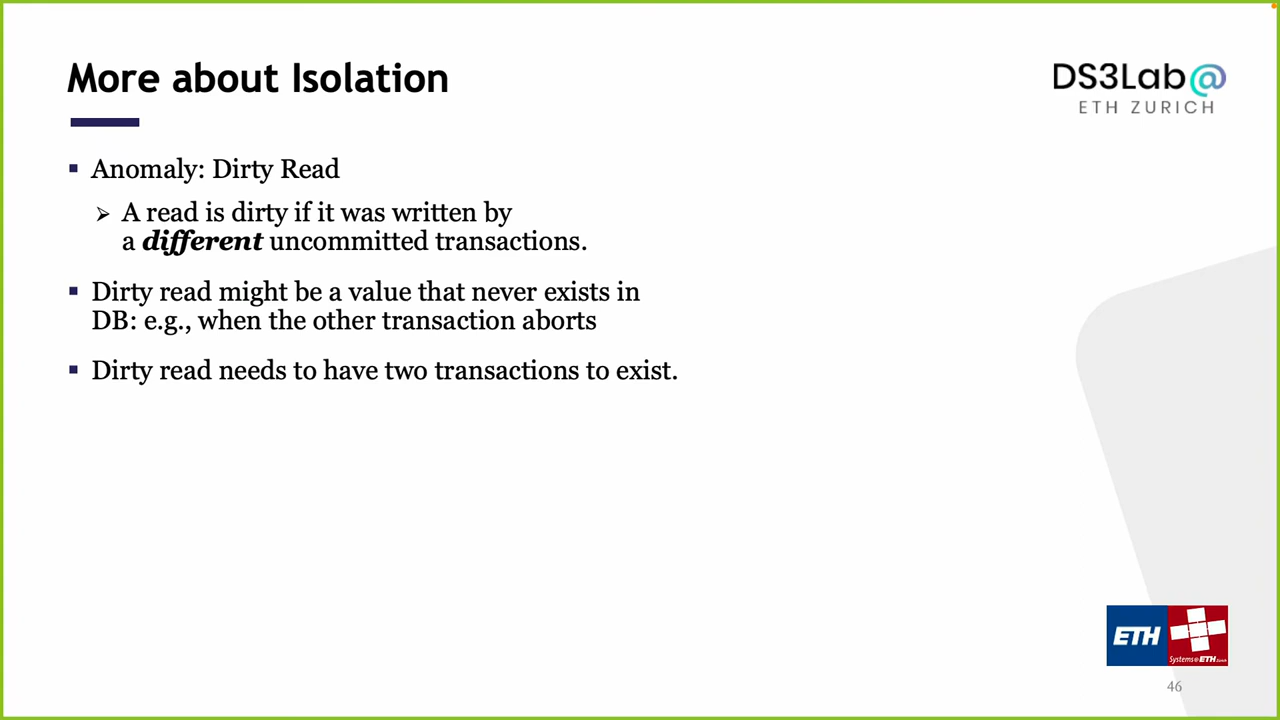 More about Isolation
DS3Lab@
ETH ZURICH
▪ Anomaly: Dirty Read
➢ A read is dirty if it was written by
a different uncommitted transactions.
▪ Dirty read might be a value that never exists in
DB: e.g., when the other transaction aborts
▪ Dirty read needs to have two transactions to exist.
ETH
Systems@ETH Zürich
46